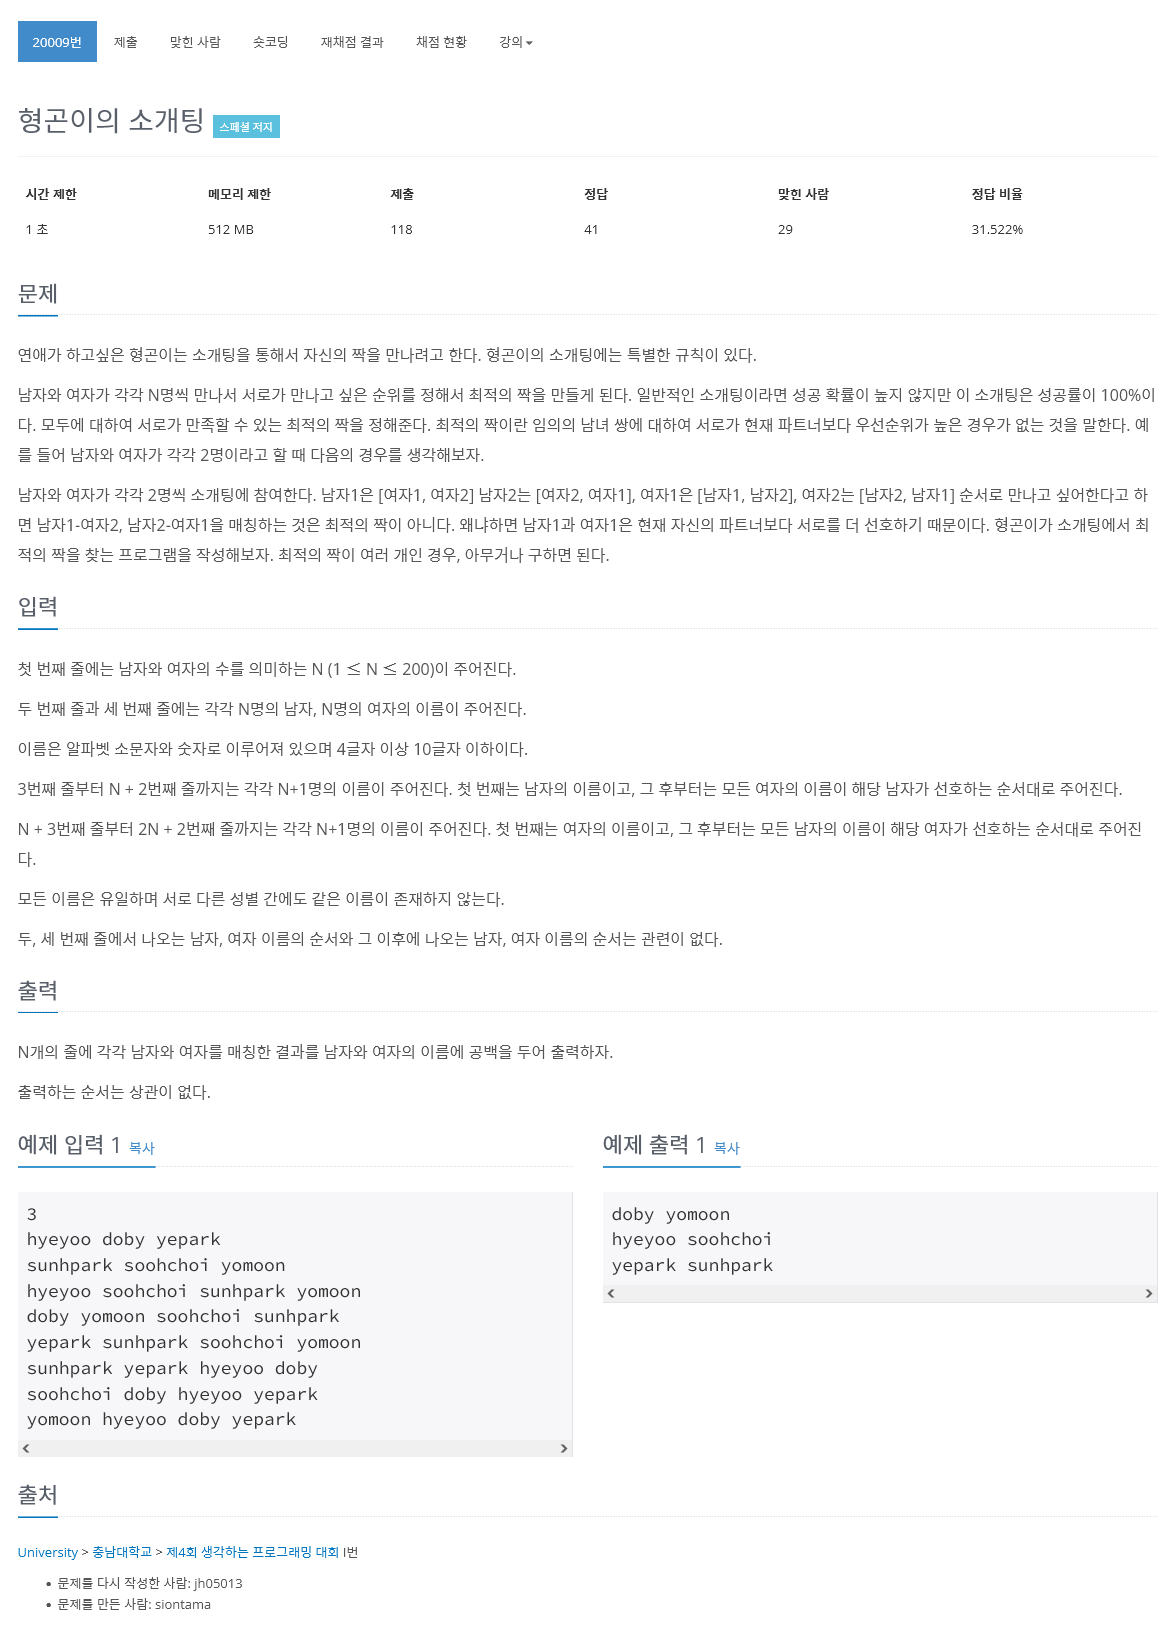 20009번 제출 맞힌 사람 숏코딩 재채점 결과 채점 현황 강의
형곤이의 소개팅 스페셜 저지
시간 제한 메모리 제한 제출 정답 맞힌 사람 정답 비율
1 초 512 MB 118 41 29 31.522%
문제
연애가 하고싶은 형곤이는 소개팅을 통해서 자신의 짝을 만나려고 한다. 형곤이의 소개팅에는 특별한 규칙이 있다.
남자와 여자가 각각 N명씩 만나서 서로가 만나고 싶은 순위를 정해서 최적의 짝을 만들게 된다. 일반적인 소개팅이라면 성공 확률이 높지 않지만 이 소개팅은 성공률이 100%이
다. 모두에 대하여 서로가 만족할 수 있는 최적의 짝을 정해준다. 최적의 짝이란 임의의 남녀 쌍에 대하여 서로가 현재 파트너보다 우선순위가 높은 경우가 없는 것을 말한다. 예
를 들어 남자와 여자가 각각 2명이라고 할 때 다음의 경우를 생각해보자.
남자와 여자가 각각 2명씩 소개팅에 참여한다. 남자1은 [여자1, 여자2] 남자2는 [여자2, 여자1], 여자1은 [남자1, 남자2], 여자2는 [남자2, 남자1] 순서로 만나고 싶어한다고 하
면 남자1-여자2, 남자2-여자1을 매칭하는 것은 최적의 짝이 아니다. 왜냐하면 남자1과 여자1은 현재 자신의 파트너보다 서로를 더 선호하기 때문이다. 형곤이가 소개팅에서 최
적의 짝을 찾는 프로그램을 작성해보자. 최적의 짝이 여러 개인 경우, 아무거나 구하면 된다.
입력
첫 번째 줄에는 남자와 여자의 수를 의미하는 N (1 ≤ N ≤ 200)이 주어진다.
두 번째 줄과 세 번째 줄에는 각각 N명의 남자, N명의 여자의 이름이 주어진다.
이름은 알파벳 소문자와 숫자로 이루어져 있으며 4글자 이상 10글자 이하이다.
3번째 줄부터 N + 2번째 줄까지는 각각 N+1명의 이름이 주어진다. 첫 번째는 남자의 이름이고, 그 후부터는 모든 여자의 이름이 해당 남자가 선호하는 순서대로 주어진다.
N + 3번째 줄부터 2N + 2번째 줄까지는 각각 N+1명의 이름이 주어진다. 첫 번째는 여자의 이름이고, 그 후부터는 모든 남자의 이름이 해당 여자가 선호하는 순서대로 주어진
다.
모든 이름은 유일하며 서로 다른 성별 간에도 같은 이름이 존재하지 않는다.
두, 세 번째 줄에서 나오는 남자, 여자 이름의 순서와 그 이후에 나오는 남자, 여자 이름의 순서는 관련이 없다.
출력
N개의 줄에 각각 남자와 여자를 매칭한 결과를 남자와 여자의 이름에 공백을 두어 출력하자.
출력하는 순서는 상관이 없다.
예제 입력 1 복사
3
hyeyoo doby yepark
sunhpark soohchoi yomoon
hyeyoo soohchoi sunhpark yomoon
doby yomoon soohchoi sunhpark
yepark sunhpark soohchoi yomoon
sunhpark yepark hyeyoo doby
soohchoi doby hyeyoo yepark
yomoon hyeyoo doby yepark
예제 출력 1 복사
doby yomoon
hyeyoo soohchoi
yepark sunhpark
출처
University > 충남대학교 > 제4회 생각하는 프로그래밍 대회 I번
• 문제를 다시 작성한 사람: jh05013
• 문제를 만든 사람: siontama